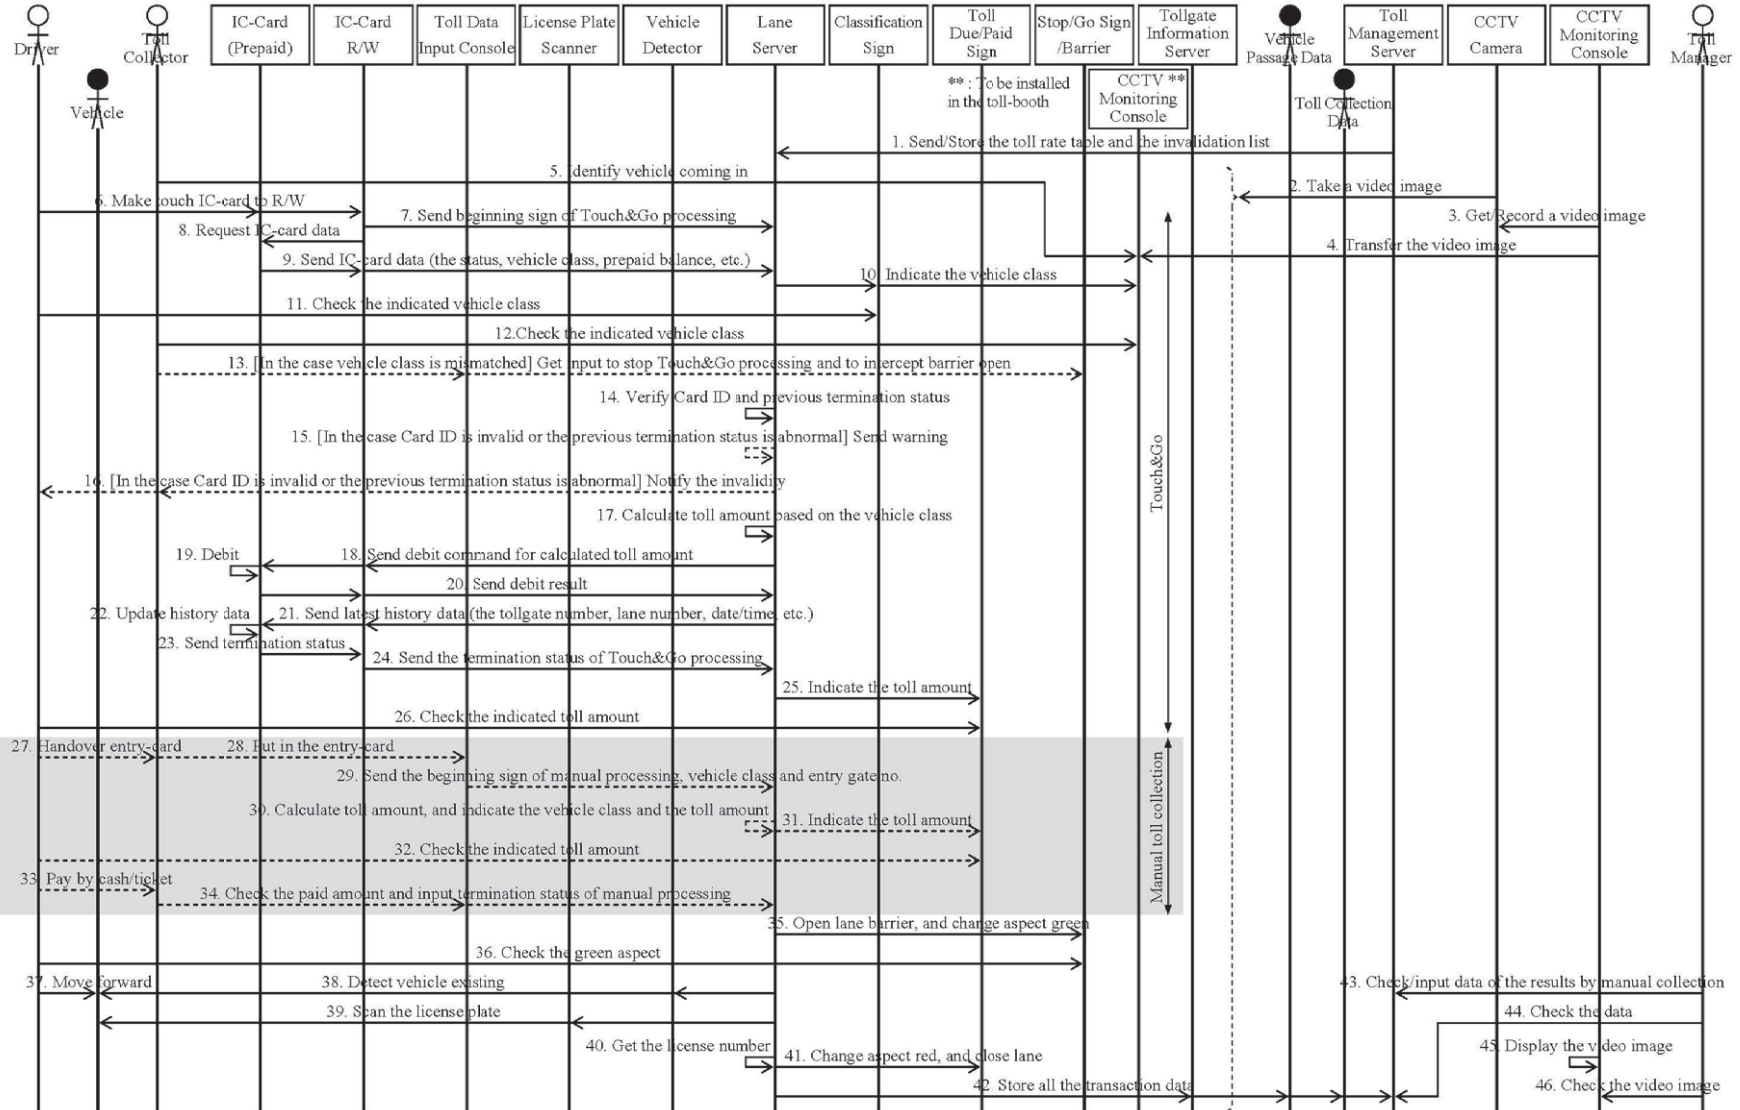 Driver
Toll
Collector
IC-Card
(Prepaid)
IC-Card
R/W
Toll Data
Input Console
License Plate
Scanner
Vehicle
Detector
Lane
Server
Classification
Sign
Toll
Due/Paid
Sign
Stop/Go Sign
/Barrier
Tollgate
Information
Server
Vehicle
Passage Data
Toll
Management
Server
CCTV
Camera
CCTV
Monitoring
Console
Toll
Manager
Vehicle
** : To be installed
in the toll-booth
CCTV **
Monitoring
Console
Toll Collection
Data
1. Send/Store the toll rate table and the invalidation list
5. Identify vehicle coming in
2. Take a video image
6. Make touch IC-card to R/W
7. Send beginning sign of Touch&Go processing
3. Get/Record a video image
8. Request IC-card data
4. Transfer the video image
9. Send IC-card data (the status, vehicle class, prepaid balance, etc.)
10. Indicate the vehicle class
11. Check the indicated vehicle class
12.Check the indicated vehicle class
13. [In the case vehicle class is mismatched] Get input to stop Touch&Go processing and to intercept barrier open
14. Verify Card ID and previous termination status
15. [In the case Card ID is invalid or the previous termination status is abnormal] Send warning
Touch&Go
16. [In the case Card ID is invalid or the previous termination status is abnormal] Notify the invalidity
17. Calculate toll amount based on the vehicle class
19. Debit
18. Send debit command for calculated toll amount
20. Send debit result
22. Update history data
21. Send latest history data (the tollgate number, lane number, date/time, etc.)
23. Send termination status
24. Send the termination status of Touch&Go processing
25. Indicate the toll amount
26. Check the indicated toll amount
27. Handover entry-card
28. Put in the entry-card
29. Send the beginning sign of manual processing, vehicle class and entry gate no.
30. Calculate toll amount, and indicate the vehicle class and the toll amount
31. Indicate the toll amount
Manual toll collection
32. Check the indicated toll amount
33. Pay by cash/ticket
34. Check the paid amount and input termination status of manual processing
35. Open lane barrier, and change aspect green
36. Check the green aspect
37. Move forward
38. Detect vehicle existing
43. Check/input data of the results by manual collection
39. Scan the license plate
44. Check the data
40. Get the license number
41. Change aspect red, and close lane
45. Display the video image
42. Store all the transaction data
46. Check the video image